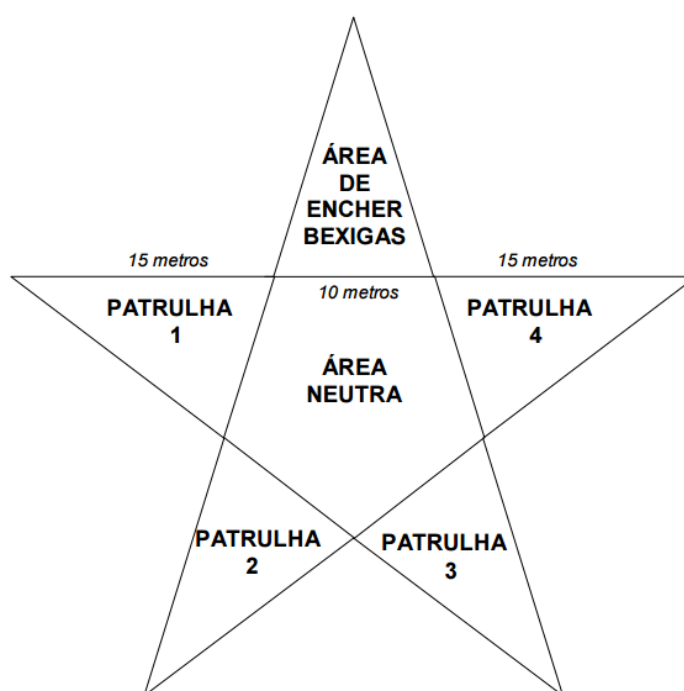 ÁREA
DE
ENCHER
BEXIGAS
15 metros
10 metros
15 metros
PATRULHA
1
PATRULHA
4
ÁREA
NEUTRA
PATRULHA
2
PATRULHA
3